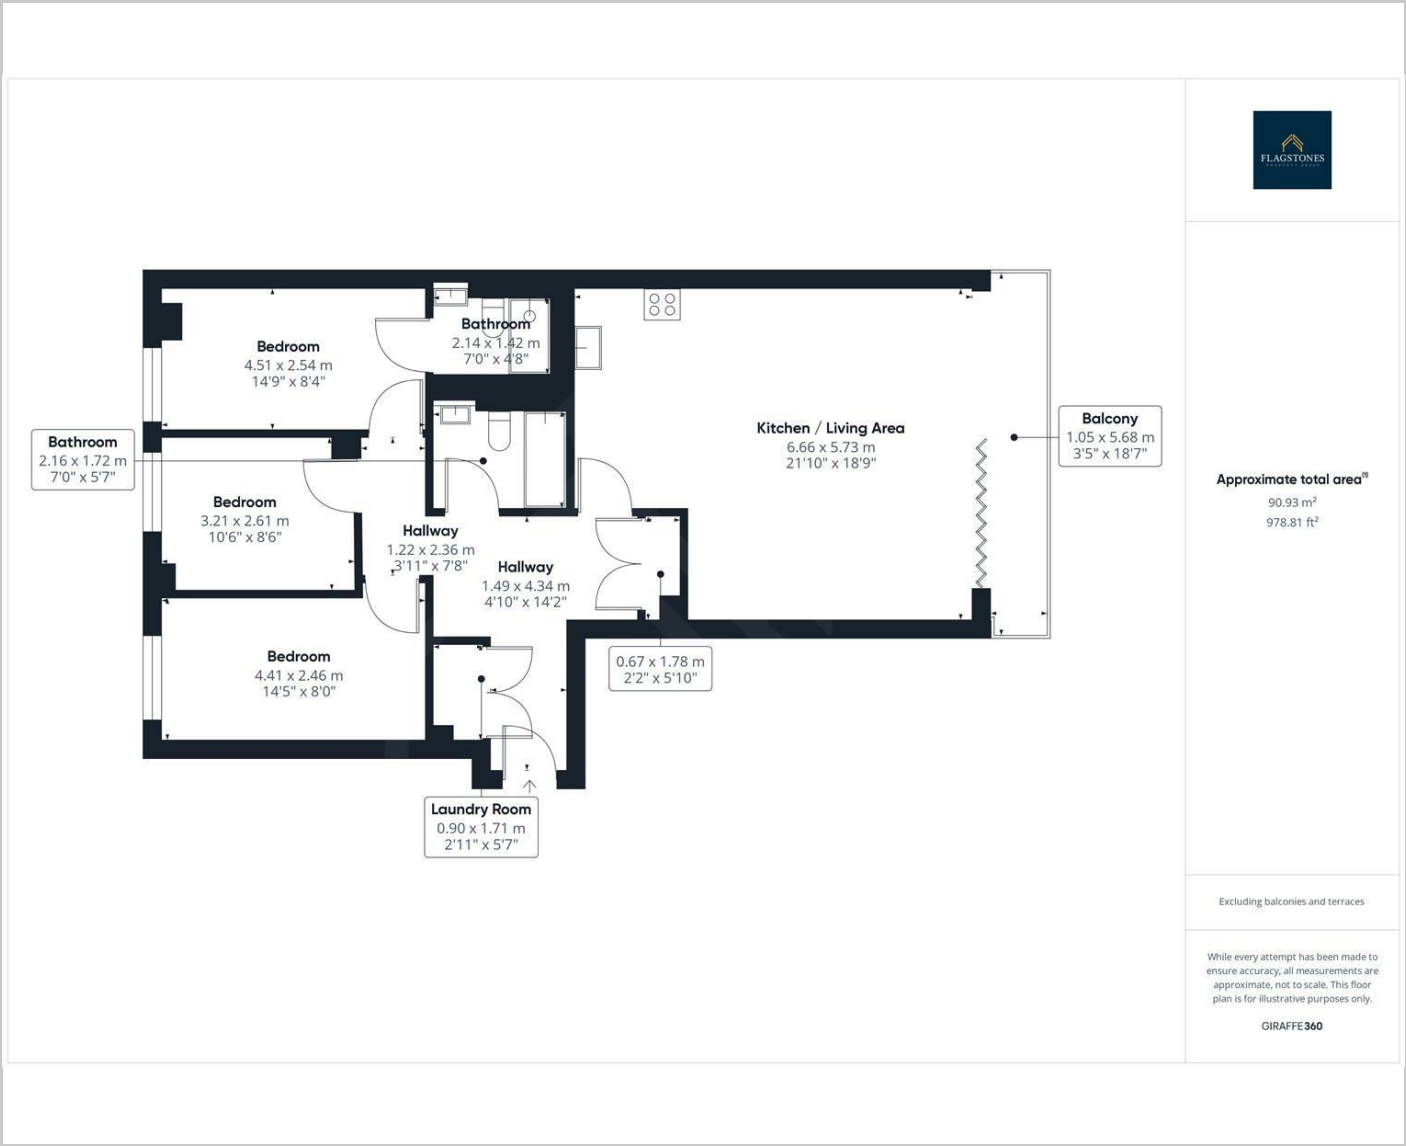 FLAGSTONES
Bedroom
4.51 x 2.54 m
14'9" x 8'4"
Bathroom
2.14 x 1.42 m
7'0" x 4'8"
Bathroom
2.16 x 1.72 m
7'0" x 5'7"
Bedroom
3.21 x 2.61 m
10'6" x 8'6"
Hallway
1.22 x 2.36 m
3'11" x 7'8"
Hallway
1.49 x 4.34 m
4'10" x 14'2"
Kitchen / Living Area
6.66 x 5.73 m
21'10" x 18'9"
Balcony
1.05 x 5.68 m
3'5" x 18'7"
Bedroom
4.41 x 2.46 m
14'5" x 8'0"
0.67 x 1.78 m
2'2" x 5'10"
Laundry Room
0.90 x 1.71 m
2'11" x 5'7"
Approximate total area⁽¹⁾
90.93 m²
978.81 ft²
Excluding balconies and terraces
While every attempt has been made to
ensure accuracy, all measurements are
approximate, not to scale. This floor
plan is for illustrative purposes only.
GIRAFFE360